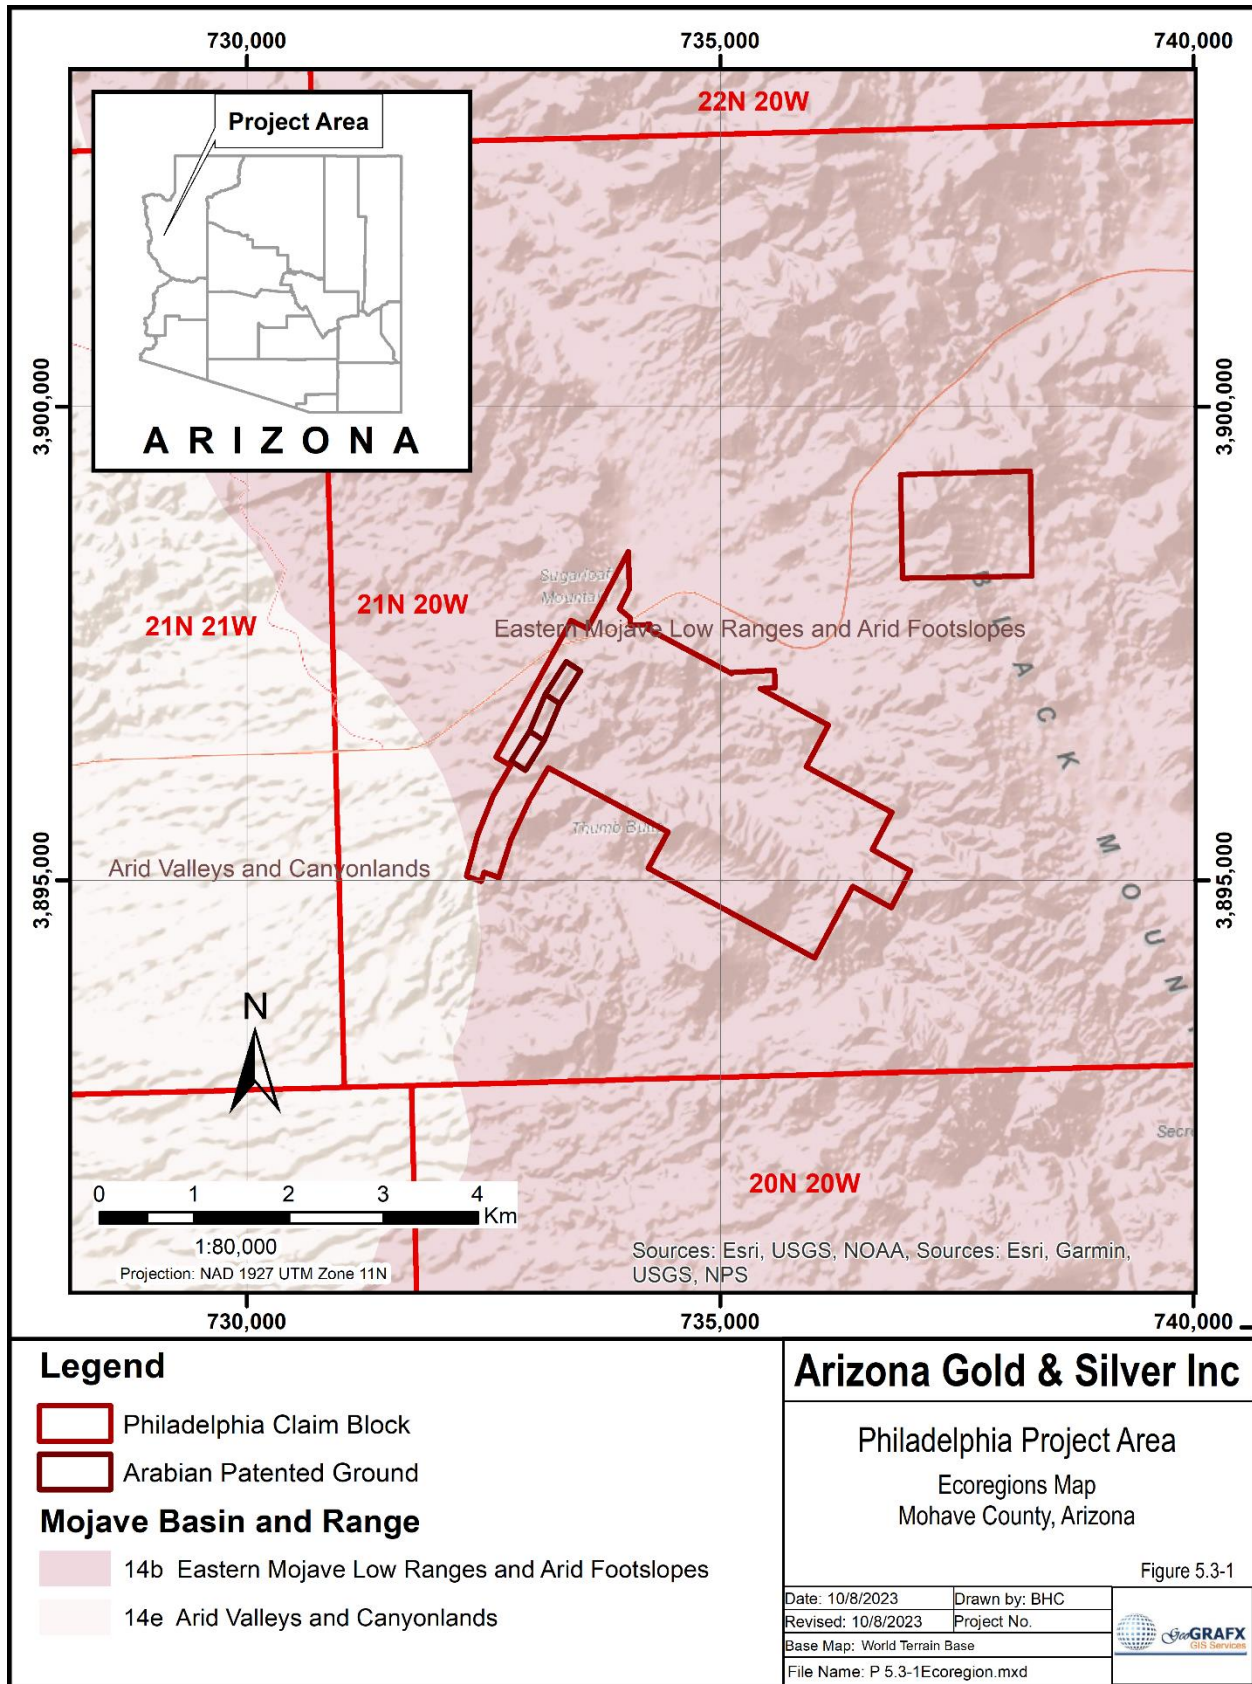 730,000
735,000
740,000
22N 20W
Project Area
ARIZONA
3,900,000
3,900,000
Sugarloaf
Mountain
21N 20W
21N 21W
Eastern Mojave Low Ranges and Arid Footslopes
BLACK MOUN
Thumb Butte
Arid Valleys and Canyonlands
3,895,000
3,895,000
N
20N 20W
0 1 2 3 4
Km
1:80,000
Projection: NAD 1927 UTM Zone 11N
Sources: Esri, USGS, NOAA, Sources: Esri, Garmin,
USGS, NPS
730,000
735,000
740,000
Legend
Philadelphia Claim Block
Arabian Patented Ground
Mojave Basin and Range
14b Eastern Mojave Low Ranges and Arid Footslopes
14e Arid Valleys and Canyonlands
Arizona Gold & Silver Inc
Philadelphia Project Area
Ecoregions Map
Mohave County, Arizona
Figure 5.3-1
Date: 10/8/2023
Drawn by: BHC
Revised: 10/8/2023
Project No.
Base Map: World Terrain Base
File Name: P 5.3-1Ecoregion.mxd
GeoGRAFX
GIS Services